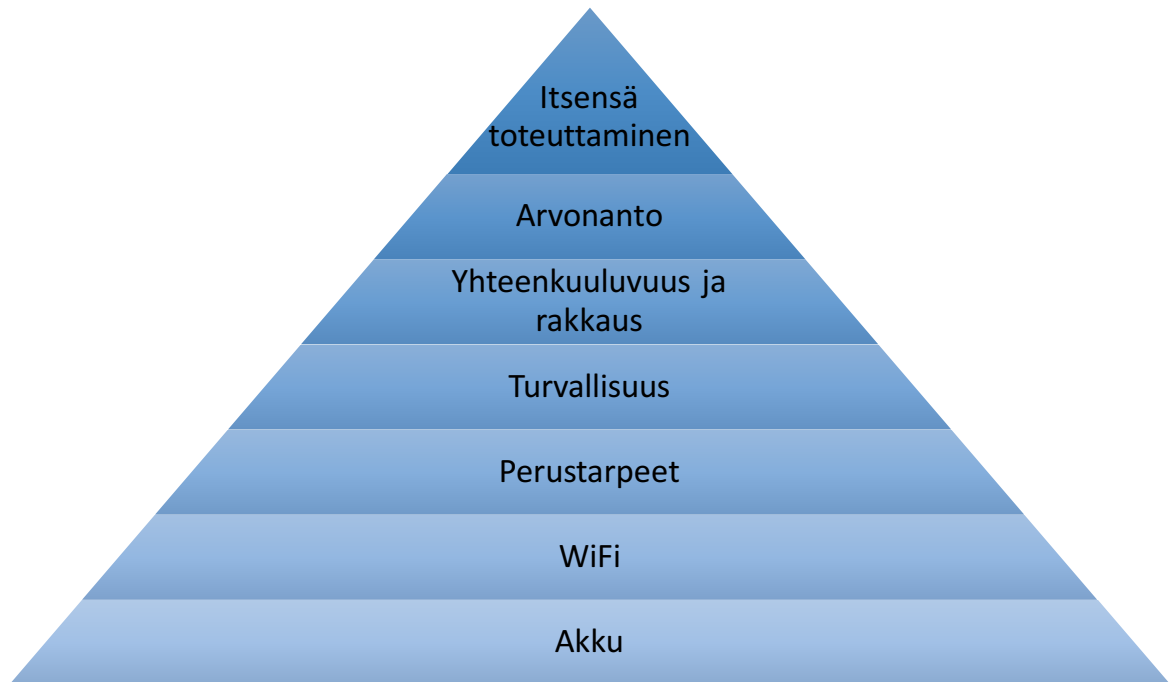 Itsensä
toteuttaminen
Arvonanto
Yhteenkuuluvuus ja
rakkaus
Turvallisuus
Perustarpeet
WiFi
Akku